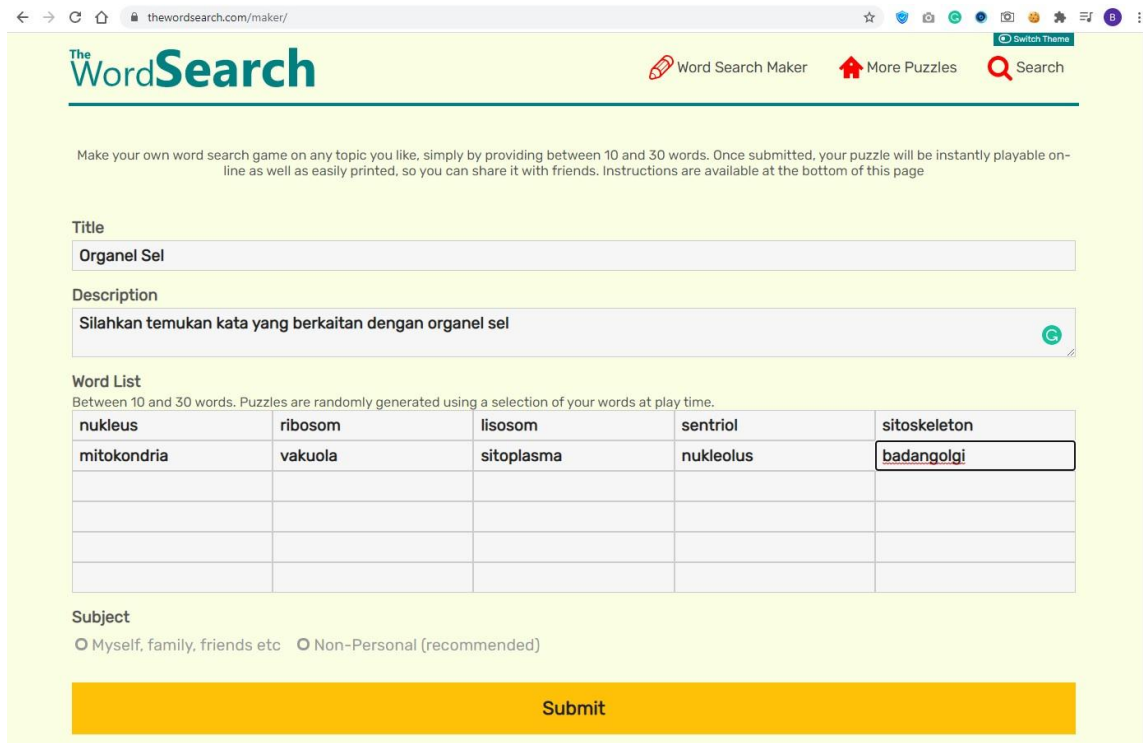 thewordsearch.com/maker/
B
Switch Theme
The
WordSearch
Word Search Maker
More Puzzles
Search
Make your own word search game on any topic you like, simply by providing between 10 and 30 words. Once submitted, your puzzle will be instantly playable on-
line as well as easily printed, so you can share it with friends. Instructions are available at the bottom of this page
Title
Organel Sel
Description
Silahkan temukan kata yang berkaitan dengan organel sel
Word List
Between 10 and 30 words. Puzzles are randomly generated using a selection of your words at play time.
nukleus ribosom lisosom sentriol sitoskeleton
mitokondria vakuola sitoplasma nukleolus badangolgi
Subject
Myself, family, friends etc Non-Personal (recommended)
Submit